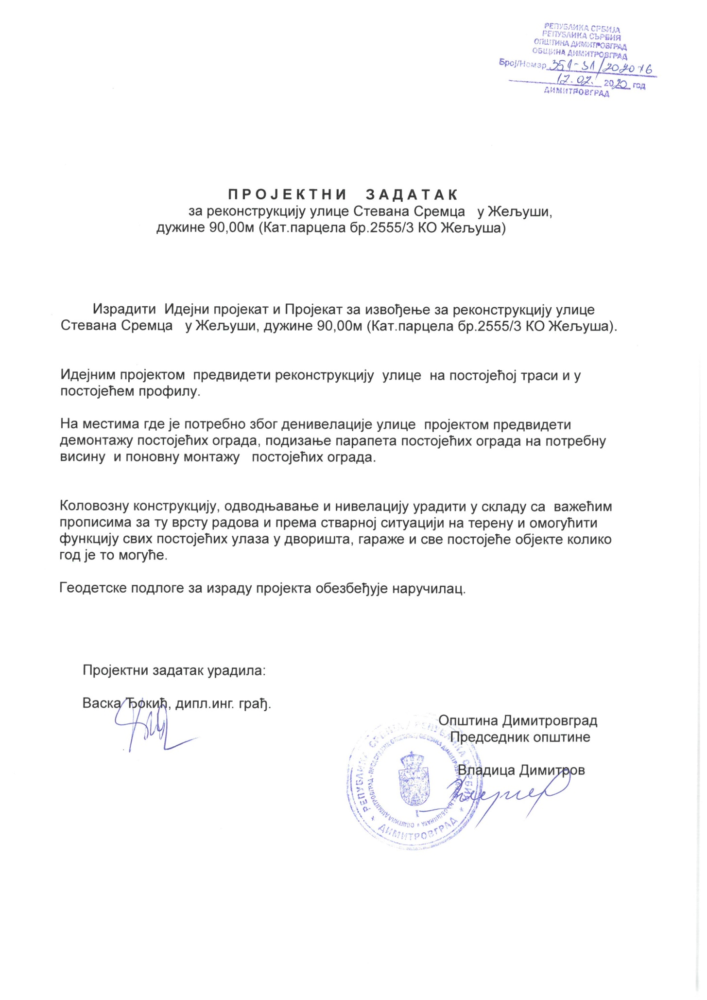 РЕПУБЛИКА СРБИЈА
РЕПУБЛИКА СЪРБИЯ
ОПШТИНА ДИМИТРОВГРАД
ОБЩИНА ДИМИТРОВГРАД
Број/Номер 351-31/2020-16
12.02. 2020 год
ДИМИТРОВГРАД
ПРОЈЕКТНИ ЗАДАТАК
за реконструкцију улице Стевана Сремца у Жељуши,
дужине 90,00м (Кат.парцела бр.2555/3 КО Жељуша)
Израдити Идејни пројекат и Пројекат за извођење за реконструкцију улице
Стевана Сремца у Жељуши, дужине 90,00м (Кат.парцела бр.2555/3 КО Жељуша).
Идејним пројектом предвидети реконструкцију улице на постојећој траси и у
постојећем профилу.
На местима где је потребно због денивелације улице пројектом предвидети
демонтажу постојећих ограда, подизање парапета постојећих ограда на потребну
висину и поновну монтажу постојећих ограда.
Коловозну конструкцију, одводњавање и нивелацију урадити у складу са важећим
прописима за ту врсту радова и према стварној ситуацији на терену и омогућити
функцију свих постојећих улаза у дворишта, гараже и све постојеће објекте колико
год је то могуће.
Геодетске подлоге за израду пројекта обезбеђује наручилац.
Пројектни задатак урадила:
Васка Ђокић, дипл.инг. грађ.
Општина Димитровград
Председник општине
Владица Димитров
РЕПУБЛИКА СРБИЈА / РЕПУБЛИКА СЪРБИЯ
ДИМИТРОВГРАД